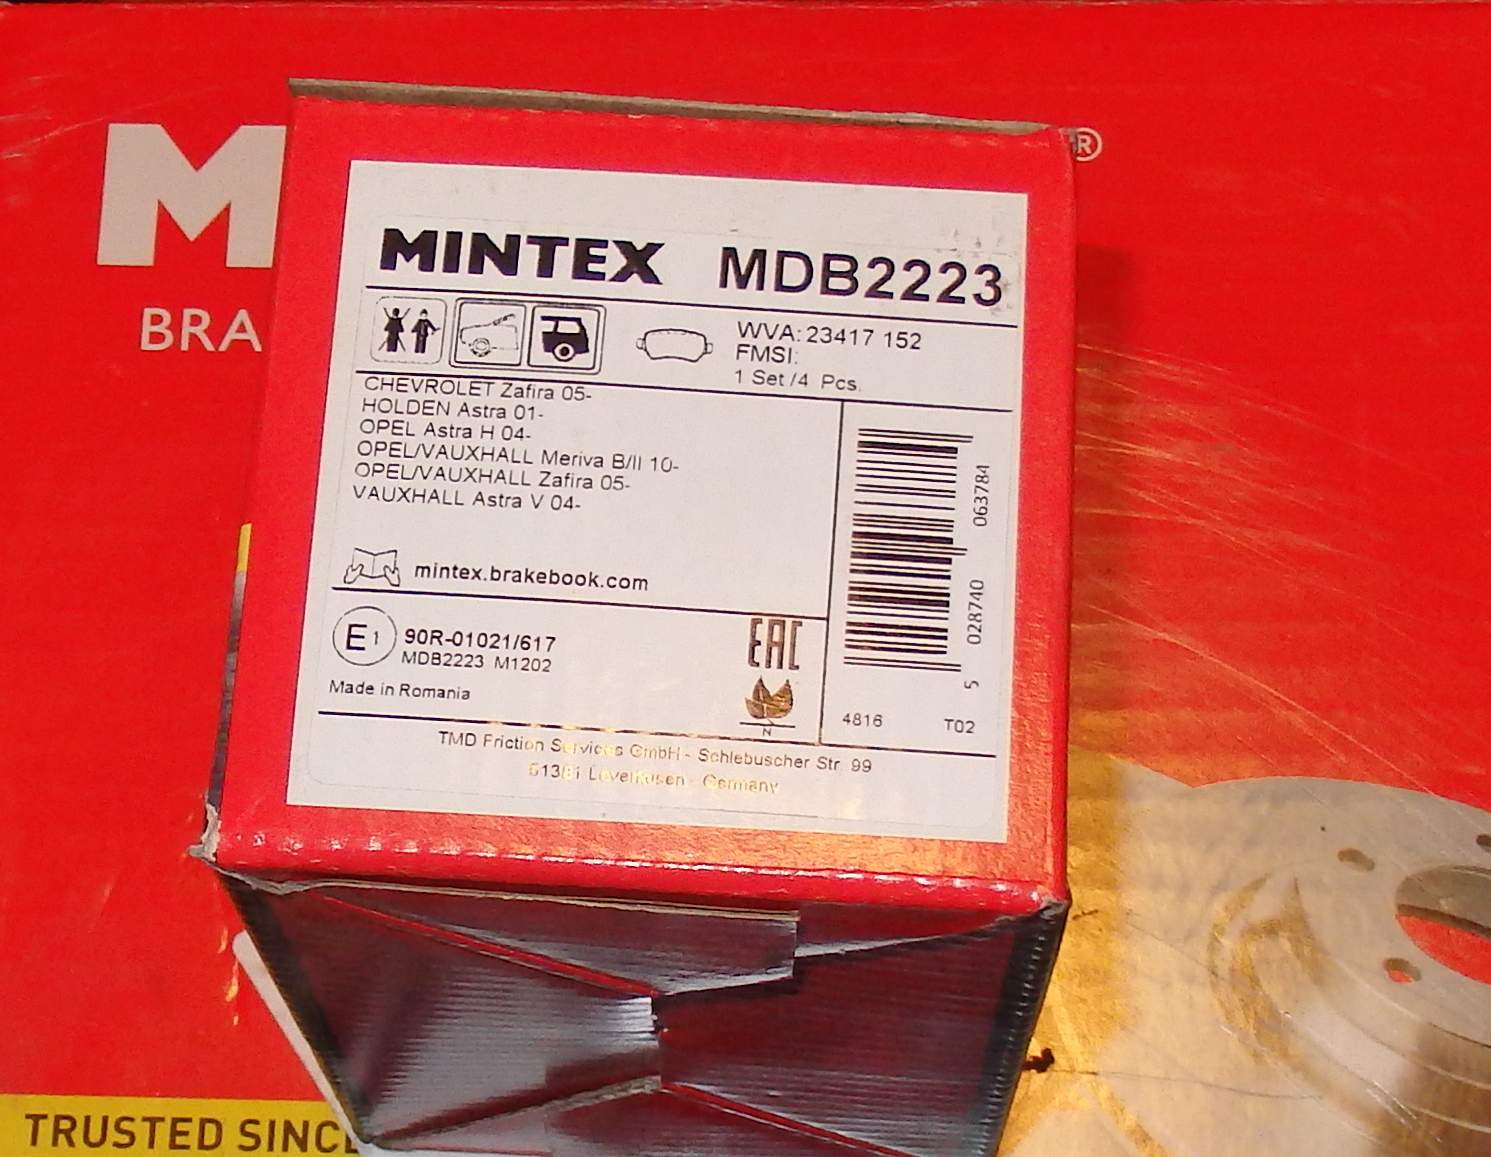 M
®
BRA
MINTEX MDB2223
WVA: 23417 152
FMSI:
1 Set /4 Pcs.
CHEVROLET Zafira 05-
HOLDEN Astra 01-
OPEL Astra H 04-
OPEL/VAUXHALL Meriva B/II 10-
OPEL/VAUXHALL Zafira 05-
VAUXHALL Astra V 04-
mintex.brakebook.com
5 028740 063784
E1 90R-01021/617
MDB2223 M1202
EAC
Made in Romania
N
4816 T02
TMD Friction Services GmbH - Schlebuscher Str. 99
51381 Leverkusen - Germany
TRUSTED SINCE